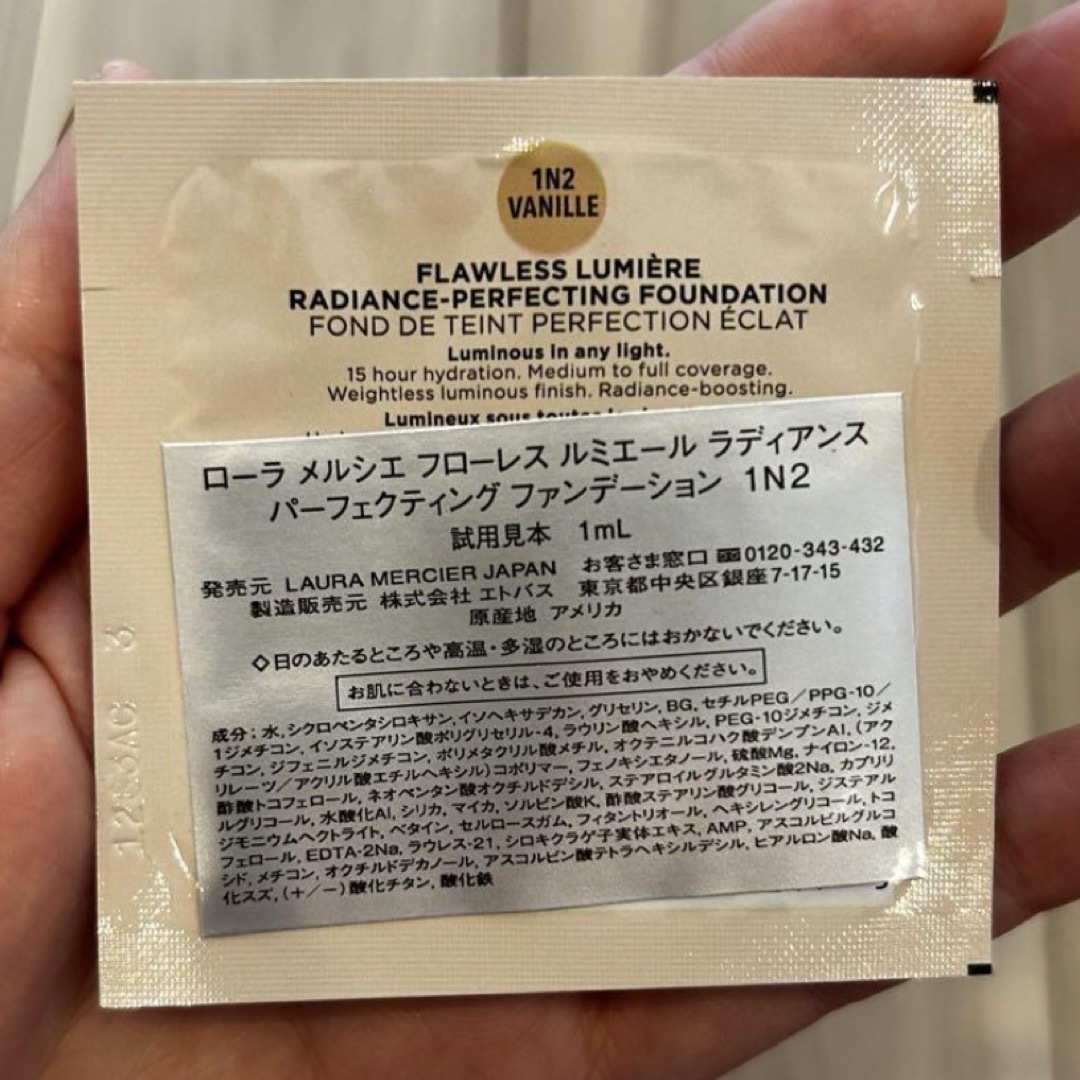 1N2
VANILLE
FLAWLESS LUMIÈRE
RADIANCE-PERFECTING FOUNDATION
FOND DE TEINT PERFECTION ÉCLAT
Luminous in any light.
15 hour hydration. Medium to full coverage.
Weightless luminous finish. Radiance-boosting.
Lumineux sous
ローラ メルシエ フローレス ルミエール ラディアンス
パーフェクティング ファンデーション 1N2
試用見本 1mL
発売元 LAURA MERCIER JAPAN お客さま窓口 0120-343-432
製造販売元 株式会社 エトバス 東京都中央区銀座7-17-15
原産地 アメリカ
◇日のあたるところや高温・多湿のところにはおかないでください。
お肌に合わないときは、ご使用をおやめください。
成分：水, シクロペンタシロキサン, イソヘキサデカン, グリセリン, BG, セチルPEG／PPG-10／
1ジメチコン, イソステアリン酸ポリグリセリル-4, ラウリン酸ヘキシル, PEG-10ジメチコン, ジメ
チコン, ジフェニルジメチコン, ポリメタクリル酸メチル, オクテニルコハク酸デンプンAl, (アク
リレーツ／アクリル酸エチルヘキシル)コポリマー, フェノキシエタノール, 硫酸Mg, ナイロン-12,
酢酸トコフェロール, ネオペンタン酸オクチルドデシル, ステアロイルグルタミン酸2Na, カプリリ
ルグリコール, 水酸化Al, シリカ, マイカ, ソルビン酸K, 酢酸ステアリン酸グリコール, ジステアル
ジモニウムヘクトライト, ベタイン, セルロースガム, フィタントリオール, ヘキシレングリコール, トコ
フェロール, EDTA-2Na, ラウレス-21, シロキクラゲ子実体エキス, AMP, アスコルビルグルコ
シド, メチコン, オクチルドデカノール, アスコルビン酸テトラヘキシルデシル, ヒアルロン酸Na, 酸
化スズ, (＋／－)酸化チタン, 酸化鉄
1283AC 3